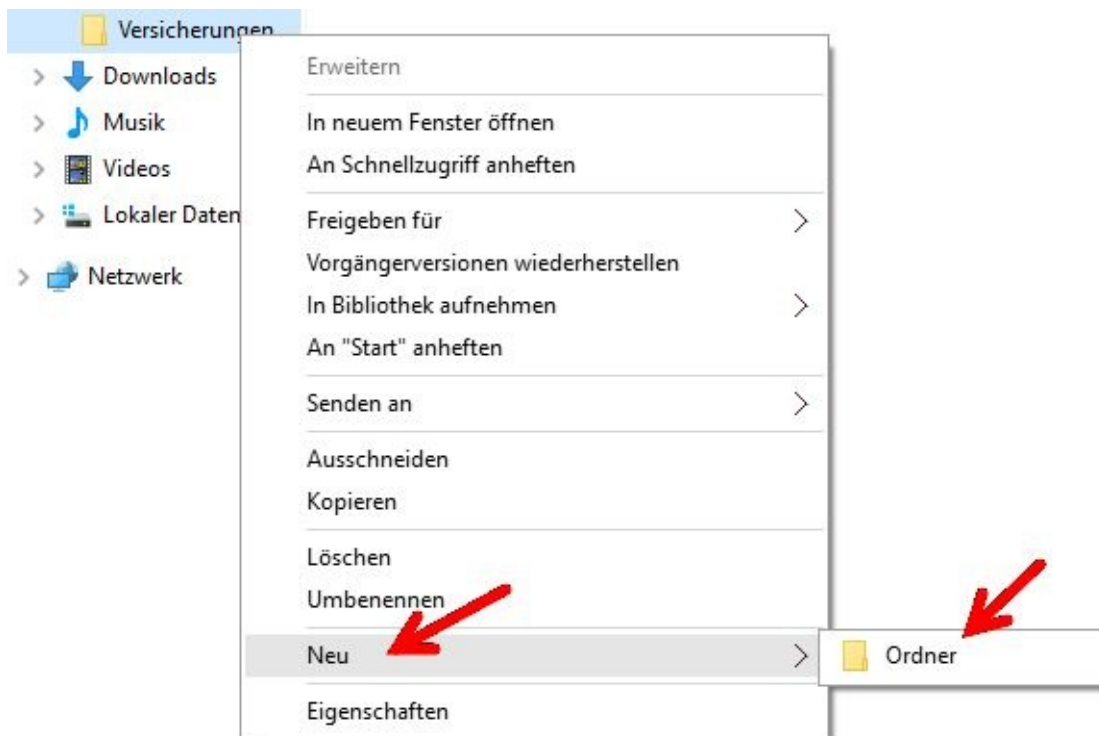 Versicherungen
Downloads
Musik
Videos
Lokaler Daten
Netzwerk
Erweitern
In neuem Fenster öffnen
An Schnellzugriff anheften
Freigeben für
Vorgängerversionen wiederherstellen
In Bibliothek aufnehmen
An "Start" anheften
Senden an
Ausschneiden
Kopieren
Löschen
Umbenennen
Neu
Eigenschaften
Ordner